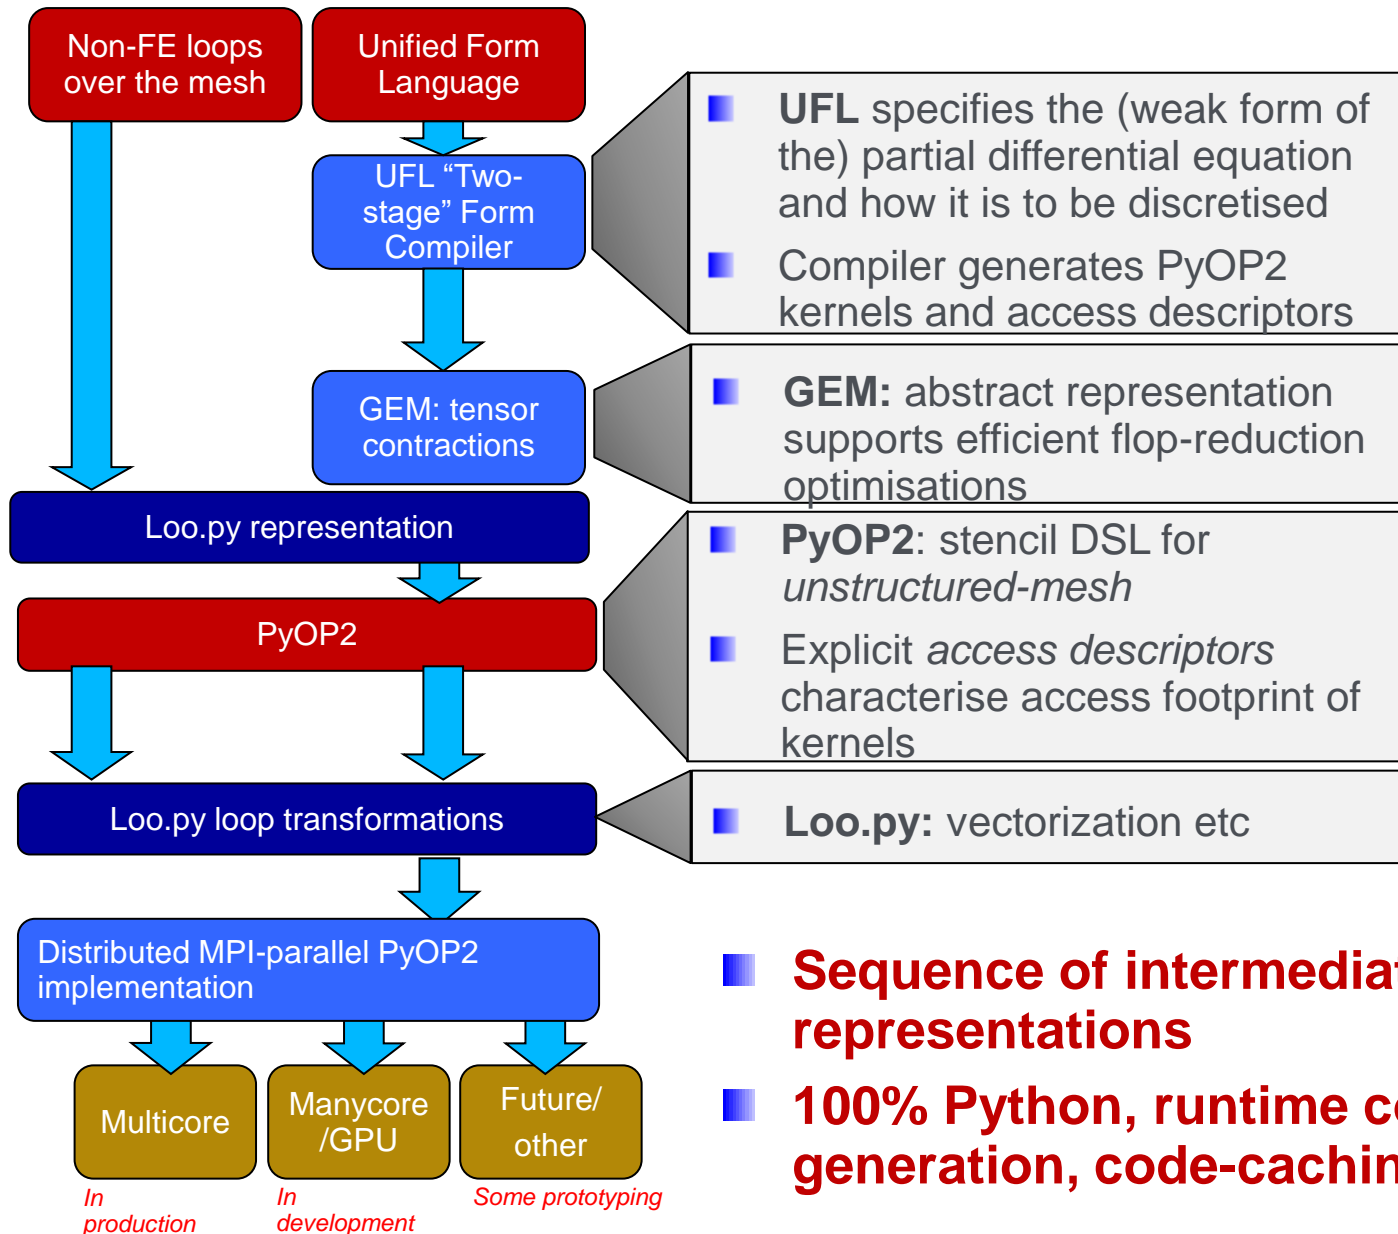 Non-FE loops
over the mesh
Unified Form
Language
UFL “Two-
stage” Form
Compiler
GEM: tensor
contractions
Loo.py representation
PyOP2
Loo.py loop transformations
Distributed MPI-parallel PyOP2
implementation
Multicore
Manycore
/GPU
Future/
other
In
production
In
development
Some prototyping
UFL specifies the (weak form of
the) partial differential equation
and how it is to be discretised
Compiler generates PyOP2
kernels and access descriptors
GEM: abstract representation
supports efficient flop-reduction
optimisations
PyOP2: stencil DSL for
unstructured-mesh
Explicit access descriptors
characterise access footprint of
kernels
Loo.py: vectorization etc
Sequence of
representations
100% Python, runtime
generation,